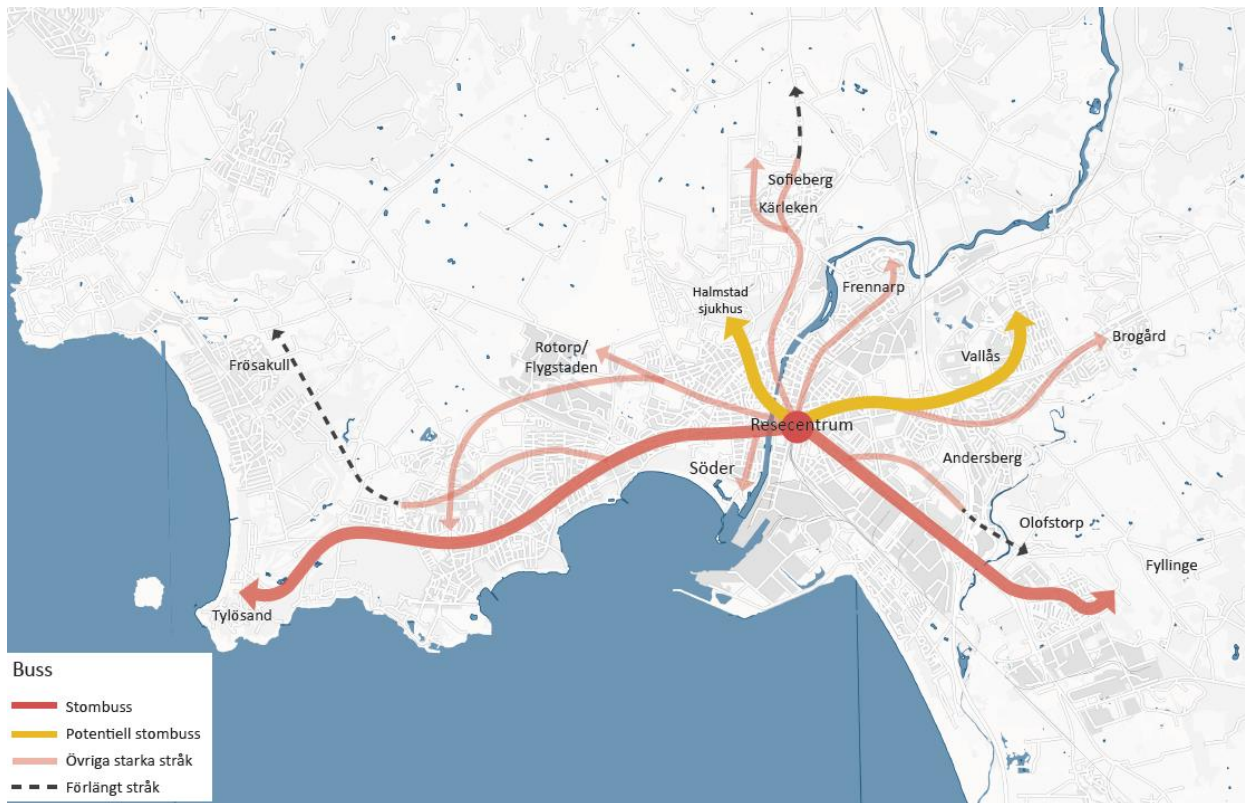 Sofieberg
Kärleken
Halmstad
sjukhus
Frennarp
Brogård
Rotorp/
Flygstaden
Frösakull
Vallås
Resecentrum
Söder
Andersberg
Olofstorp
Fyllinge
Tylösand
Buss
Stombuss
Potentiell stombuss
Övriga starka stråk
Förlängt stråk